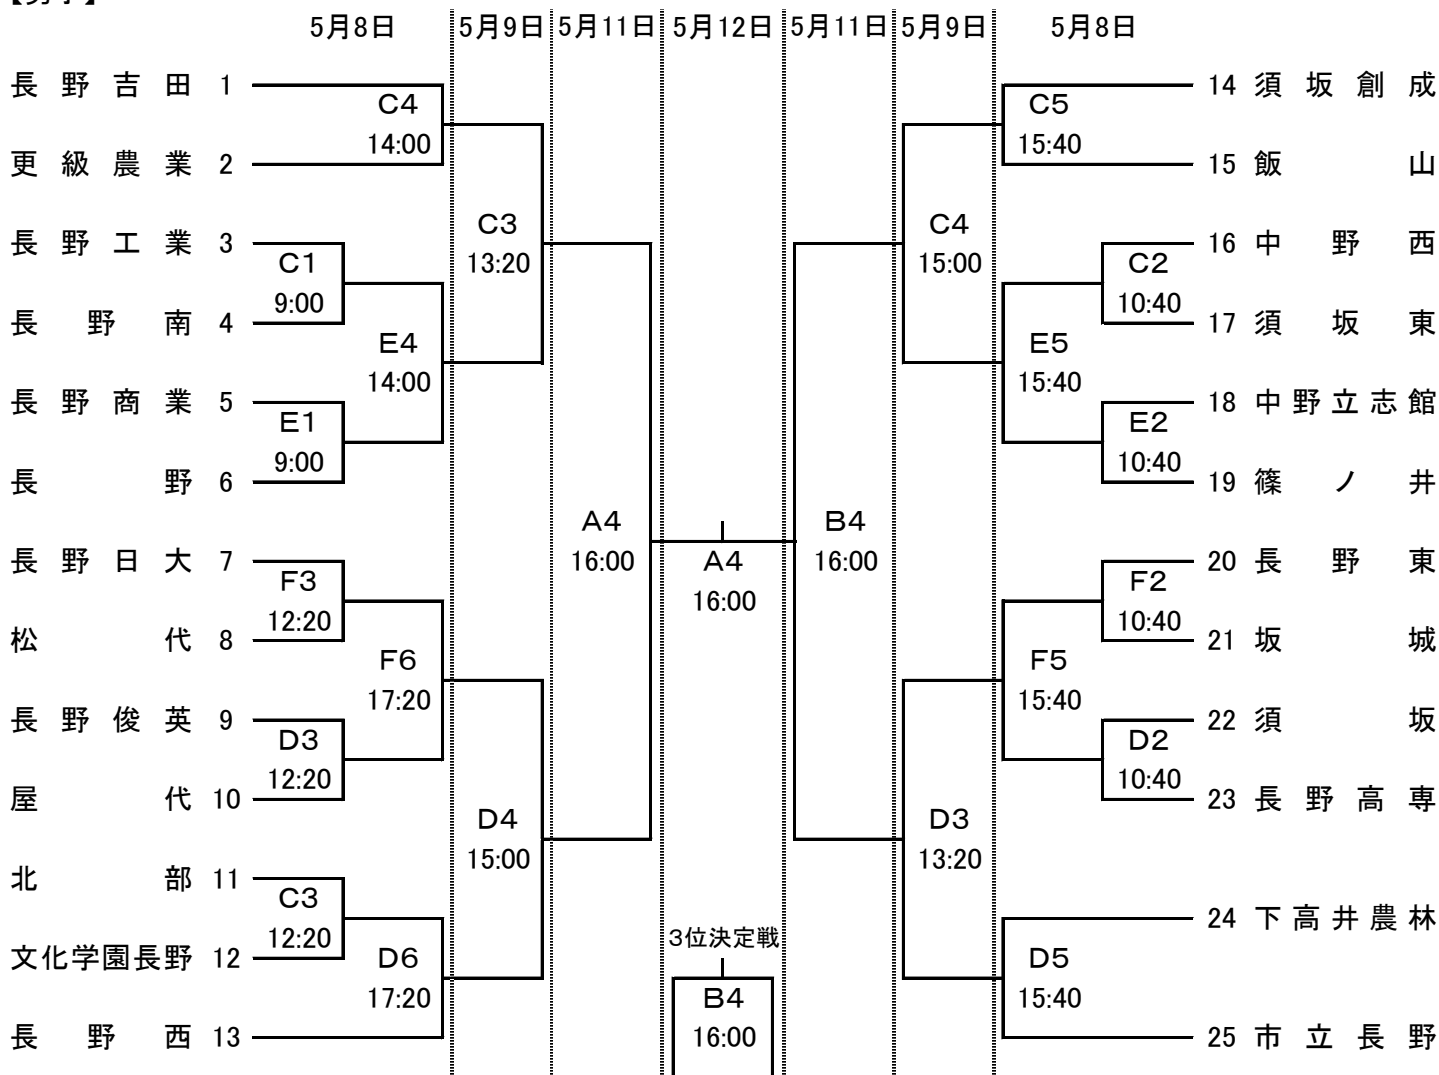 【男子】
5月8日 5月9日 5月11日 5月12日 5月11日 5月9日 5月8日
長野吉田 1
C4
14:00
更級農業 2
C3
13:20
長野工業 3
C1
9:00
長野南 4
E4
14:00
長野商業 5
E1
9:00
長野 6
A4
16:00
長野日大 7
F3
12:20
松代 8
F6
17:20
長野俊英 9
D3
12:20
屋代 10
D4
15:00
北部 11
C3
12:20
文化学園長野 12
D6
17:20
長野西 13
A4
16:00
3位決定戦
B4
16:00
14 須坂創成
C5
15:40
15 飯山
C4
15:00
16 中野西
C2
10:40
17 須坂東
E5
15:40
18 中野立志館
E2
10:40
19 篠ノ井
B4
16:00
20 長野東
F2
10:40
21 坂城
F5
15:40
22 須坂
D2
10:40
23 長野高専
D3
13:20
24 下高井農林
D5
15:40
25 市立長野